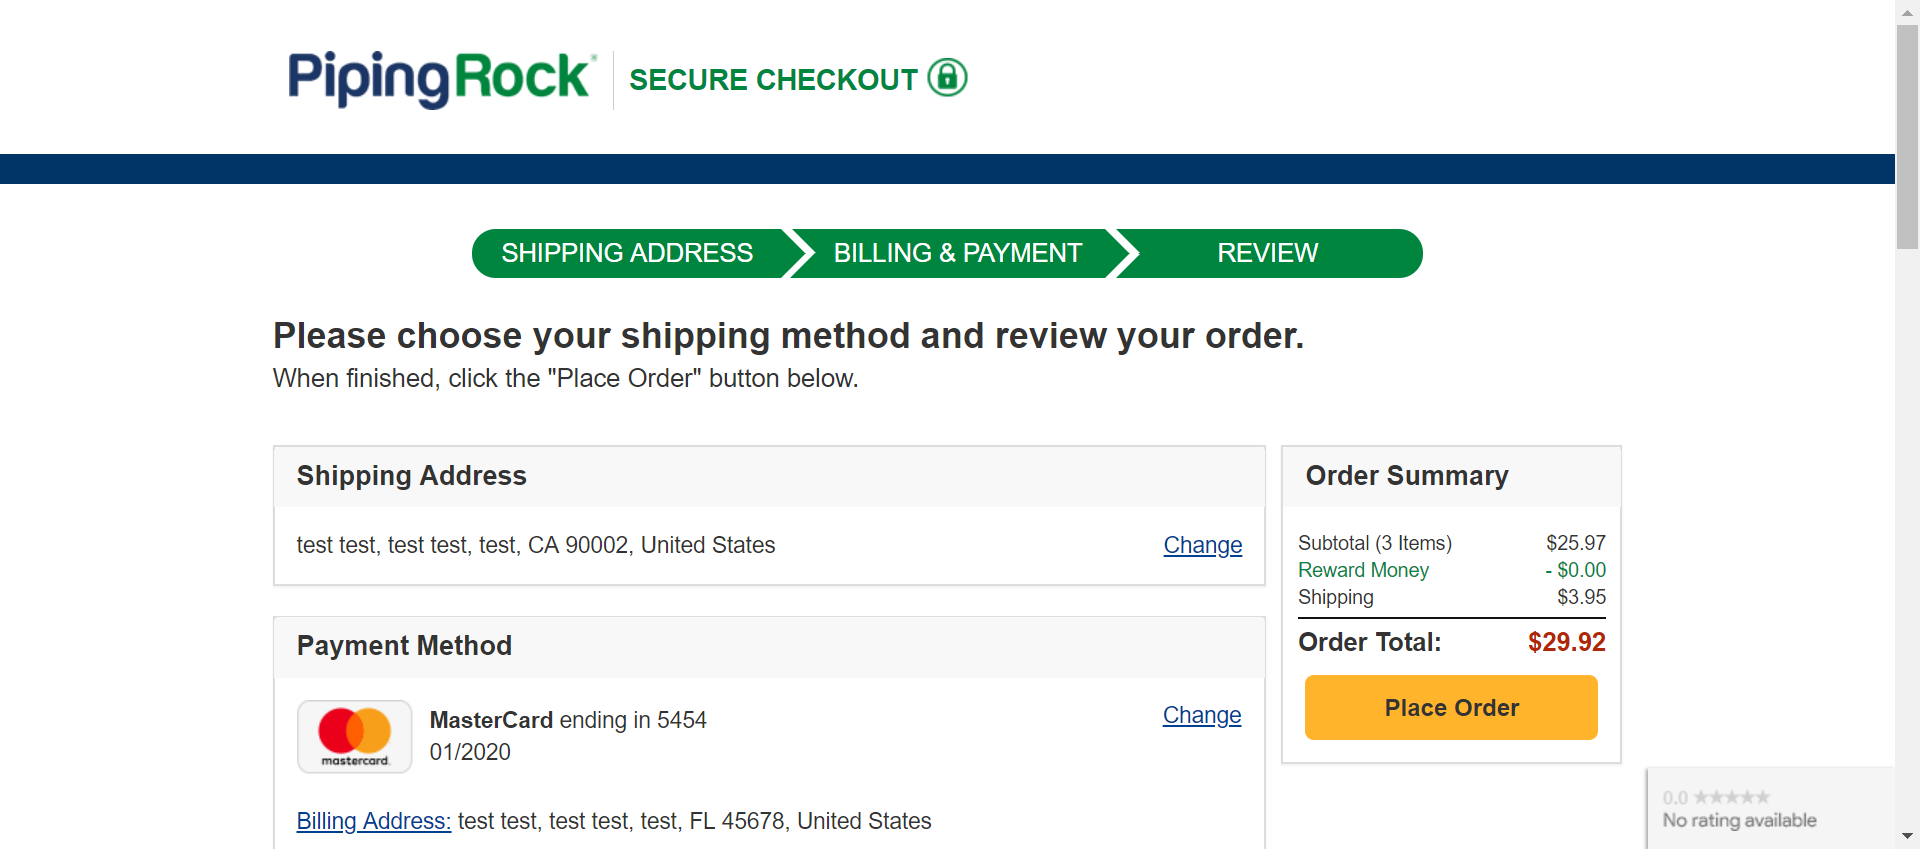 PipingRock
SECURE CHECKOUT
SHIPPING ADDRESS
BILLING & PAYMENT
REVIEW
Please choose your shipping method and review your order.
When finished, click the "Place Order" button below.
Shipping Address
test test, test test, test, CA 90002, United States
Change
Payment Method
mastercard.
MasterCard ending in 5454
01/2020
Change
Billing Address: test test, test test, test, FL 45678, United States
Order Summary
Subtotal (3 Items) $25.97
Reward Money - $0.00
Shipping $3.95
Order Total: $29.92
Place Order
0.0 ★★★★★
No rating available